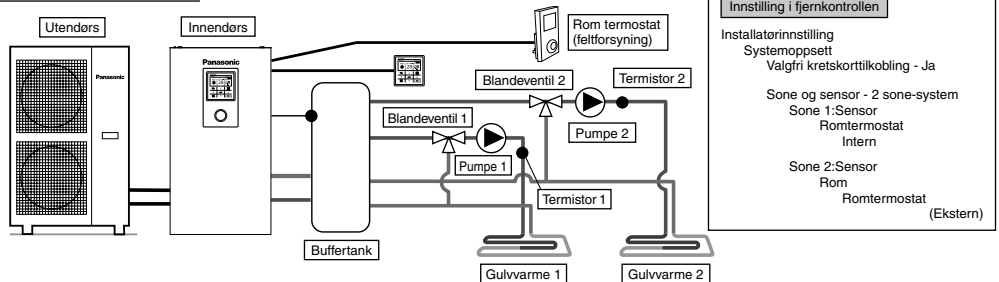 Utendørs
Innendørs
Panasonic
Panasonic
Rom termostat
(feltforsyning)
Blandeventil 2
Termistor 2
Blandeventil 1
Pumpe 2
Pumpe 1
Termistor 1
Buffertank
Gulvvarme 1
Gulvvarme 2
Innstilling i fjernkontrollen
Installatørinnstilling
Systemoppsett
Valgfri kretskorttilkobling - Ja
Sone og sensor - 2 sone-system
Sone 1:Sensor
Romtermostat
Intern
Sone 2:Sensor
Rom
Romtermostat
(Ekstern)